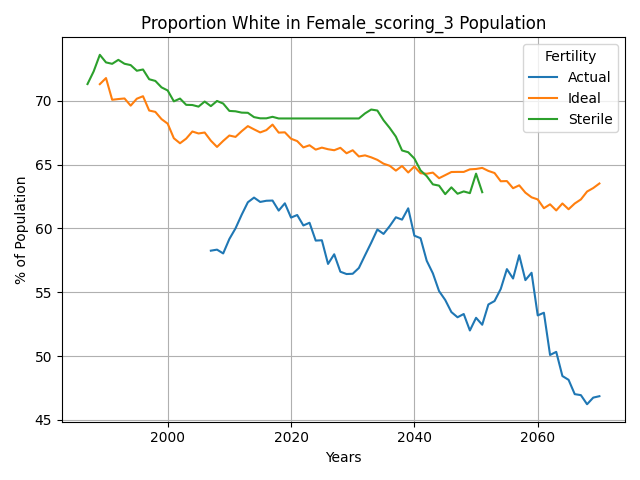 Proportion White in Female_scoring_3 Population
% of Population
70
65
60
55
50
45
2000
2020
2040
2060
Years
Fertility
Actual
Ideal
Sterile